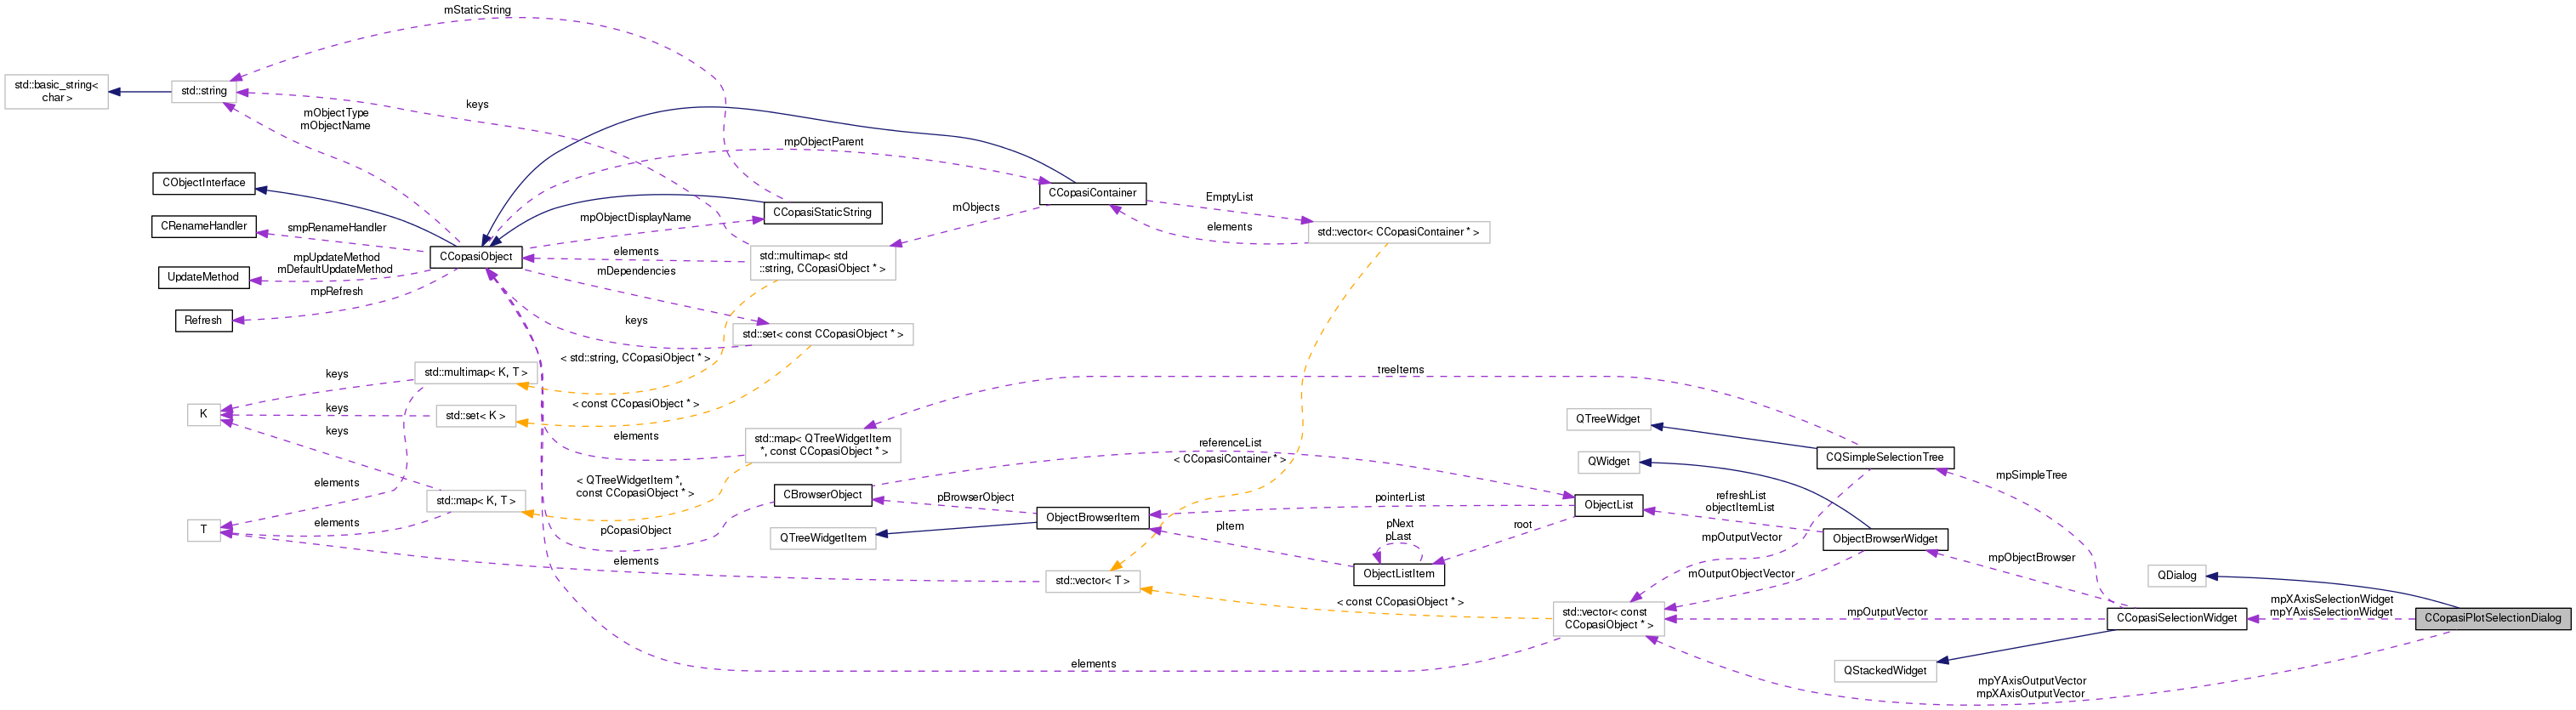 mStaticString
std::basic_string<
char >
std::string
keys
mObjectType
mObjectName
mpObjectParent
CObjectInterface
CCopasiContainer
EmptyList
mObjects
CCopasiStaticString
mpObjectDisplayName
CRenameHandler
smpRenameHandler
std::vector< CCopasiContainer * >
elements
CCopasiObject
elements
std::multimap< std
::string, CCopasiObject * >
mpUpdateMethod
mDefaultUpdateMethod
UpdateMethod
mDependencies
mpRefresh
Refresh
keys
std::set< const CCopasiObject * >
< std::string, CCopasiObject * >
std::multimap< K, T >
keys
treeItems
K
keys
std::set< K >
< const CCopasiObject * >
keys
elements
std::map< QTreeWidgetItem
*, const CCopasiObject * >
QTreeWidget
referenceList
< CCopasiContainer * >
CQSimpleSelectionTree
QWidget
elements
< QTreeWidgetItem *,
const CCopasiObject * >
mpSimpleTree
std::map< K, T >
CBrowserObject
pBrowserObject
pointerList
ObjectList
refreshList
objectItemList
T
elements
pCopasiObject
ObjectBrowserItem
pItem
pNext
pLast
root
QTreeWidgetItem
mpOutputVector
ObjectBrowserWidget
elements
std::vector< T >
ObjectListItem
mOutputObjectVector
mpObjectBrowser
QDialog
< const CCopasiObject * >
std::vector< const
CCopasiObject * >
mpOutputVector
CCopasiSelectionWidget
mpXAxisSelectionWidget
mpYAxisSelectionWidget
CCopasiPlotSelectionDialog
elements
QStackedWidget
mpYAxisOutputVector
mpXAxisOutputVector